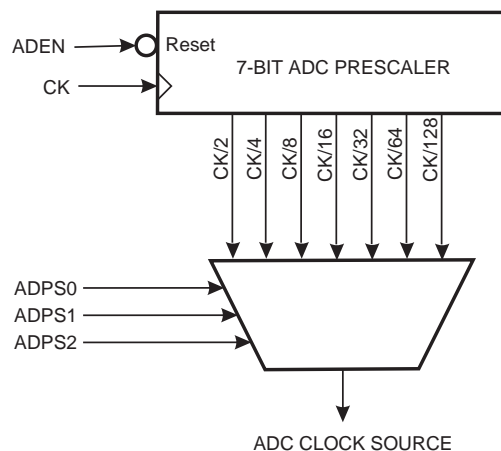 ADEN
Reset
7-BIT ADC PRESCALER
CK
CK/2
CK/4
CK/8
CK/16
CK/32
CK/64
CK/128
ADPS0
ADPS1
ADPS2
ADC CLOCK SOURCE